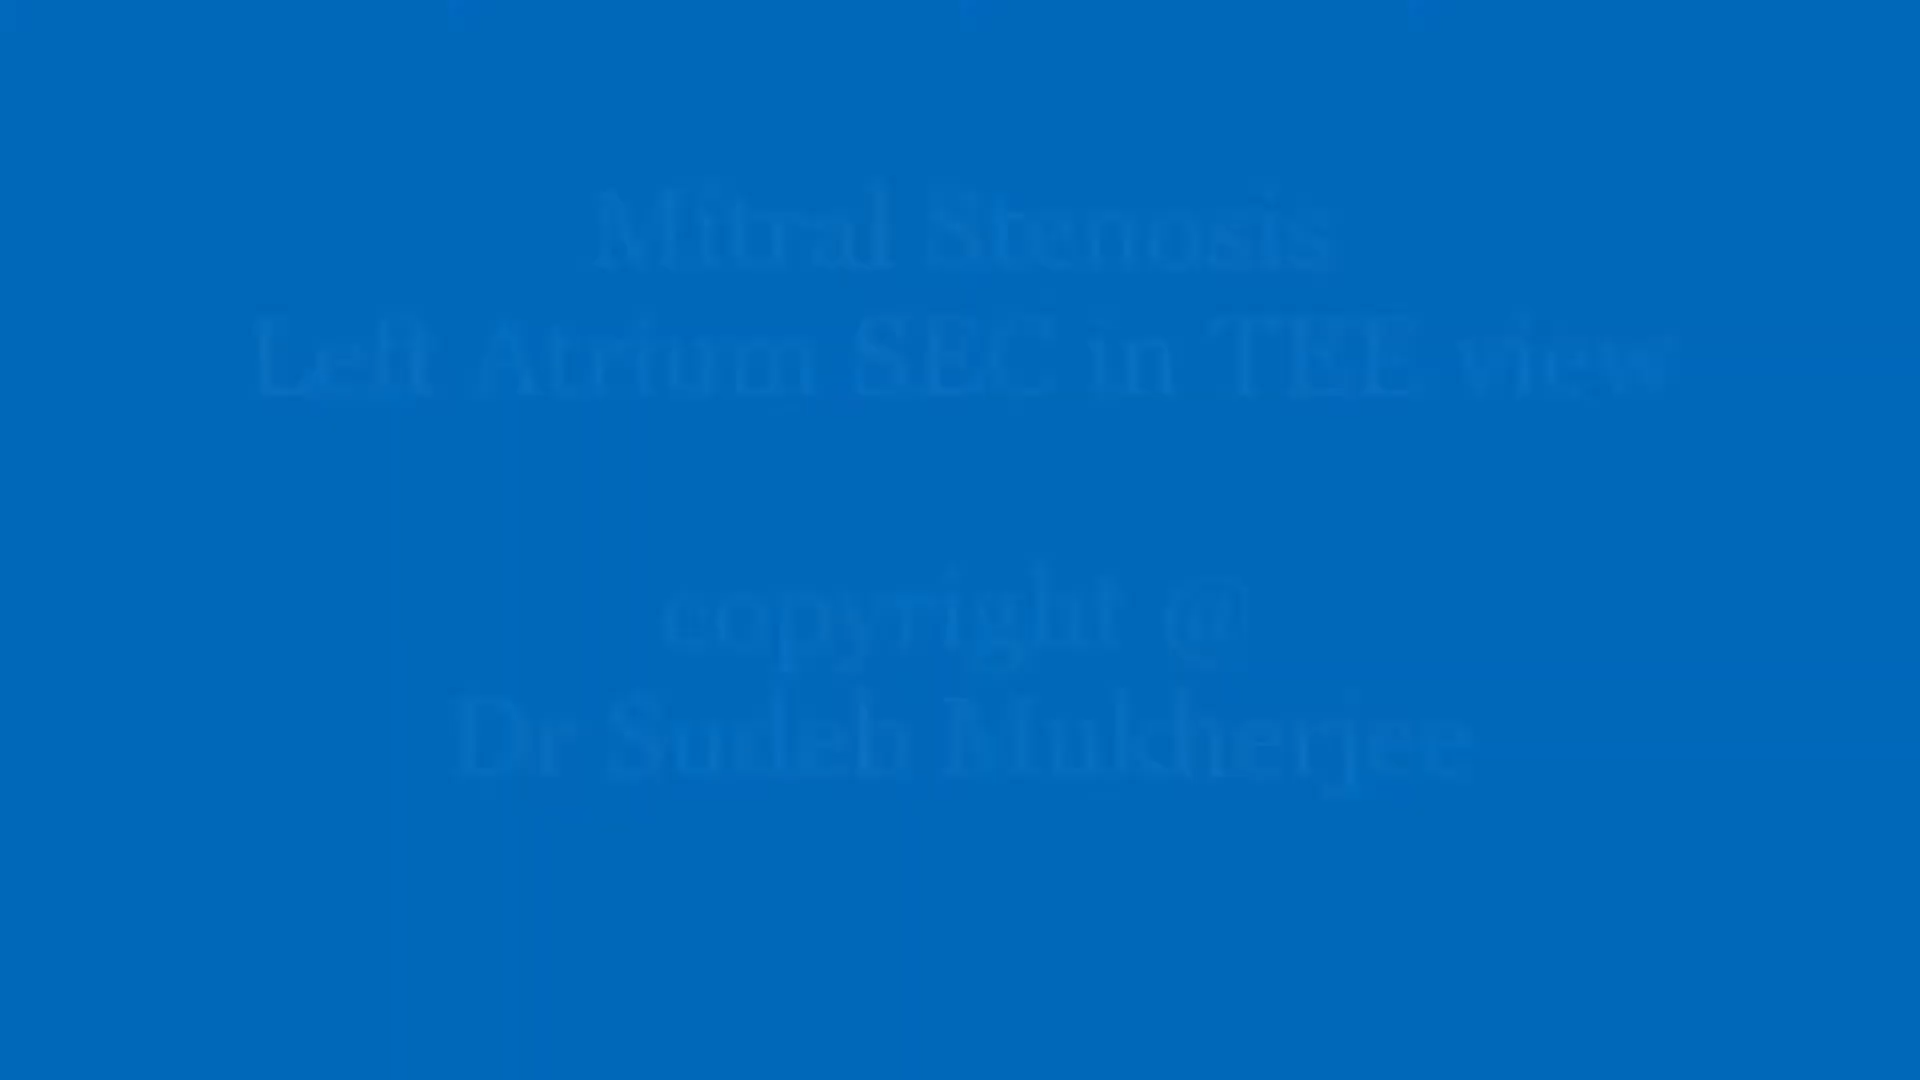 Mitral Stenosis
Left Atrium SEC in TEE view
copyright @
Dr Sudeb Mukherjee